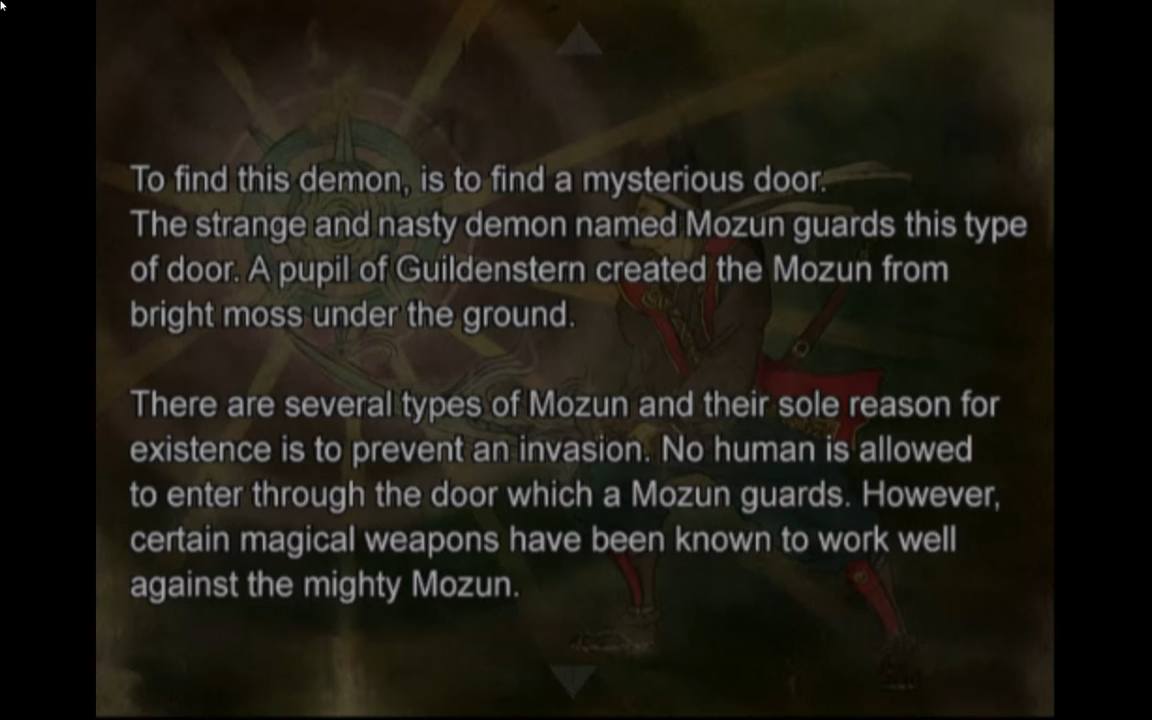 To find this demon, is to find a mysterious door.
The strange and nasty demon named Mozun guards this type
of door. A pupil of Guildenstern created the Mozun from
bright moss under the ground.
There are several types of Mozun and their sole reason for
existence is to prevent an invasion. No human is allowed
to enter through the door which a Mozun guards. However,
certain magical weapons have been known to work well
against the mighty Mozun.